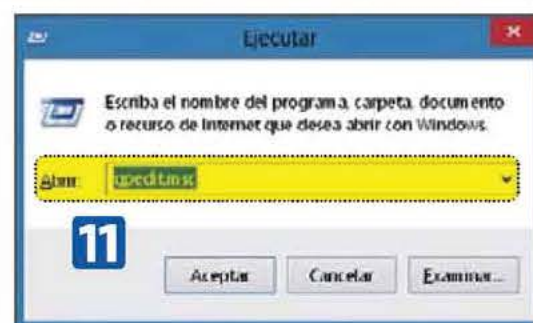 Ejecutar
Escriba el nombre del programa, carpeta, documento
o recurso de Internet que desea abrir con Windows.
Abrir: gpedit.msc
11
Aceptar Cancelar Examinar...